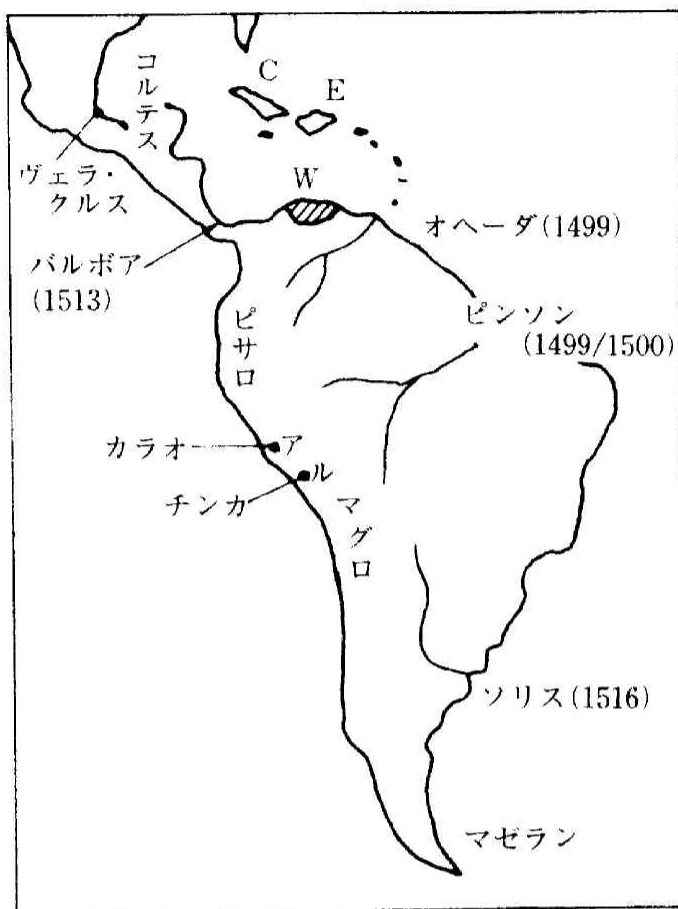 C
E
コルテス
ヴェラ・
クルス
W
オヘーダ(1499)
バルボア
(1513)
ピサロ
ピンソン
(1499/1500)
カラオ
アルマグロ
チンカ
ソリス(1516)
マゼラン